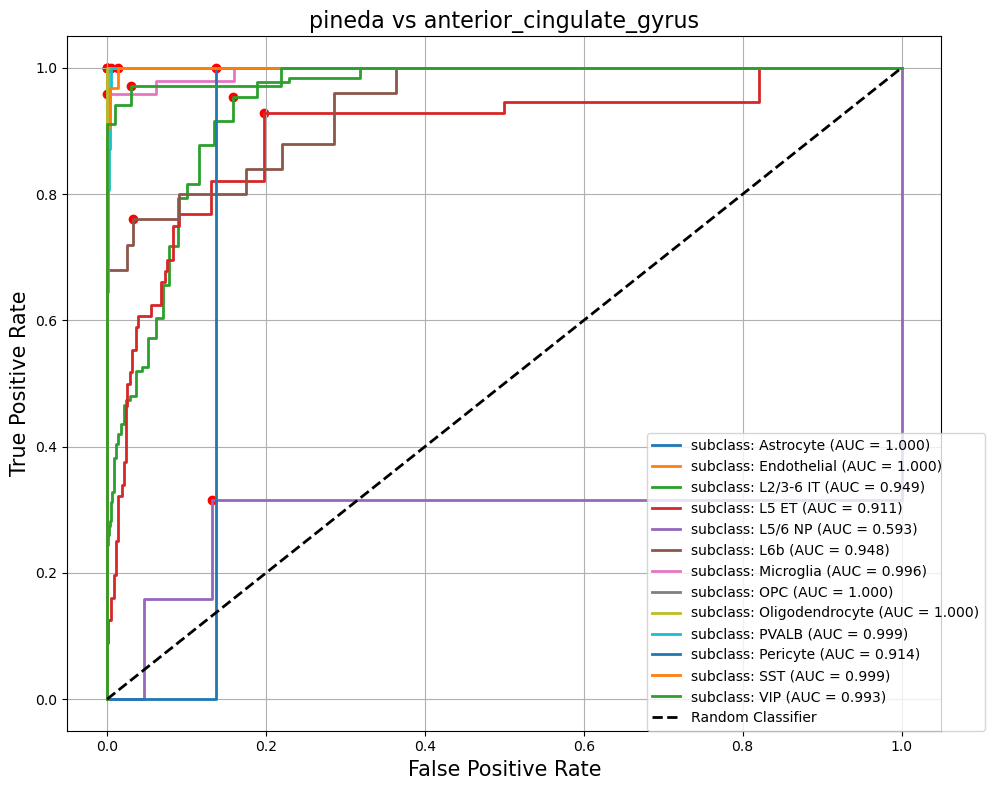 pineda vs anterior_cingulate_gyrus
True Positive Rate
1.0
0.8
0.6
0.4
0.2
0.0
subclass: Astrocyte (AUC = 1.000)
subclass: Endothelial (AUC = 1.000)
subclass: L2/3-6 IT (AUC = 0.949)
subclass: L5 ET (AUC = 0.911)
subclass: L5/6 NP (AUC = 0.593)
subclass: L6b (AUC = 0.948)
subclass: Microglia (AUC = 0.996)
subclass: OPC (AUC = 1.000)
subclass: Oligodendrocyte (AUC = 1.000)
subclass: PVALB (AUC = 0.999)
subclass: Pericyte (AUC = 0.914)
subclass: SST (AUC = 0.999)
subclass: VIP (AUC = 0.993)
Random Classifier
0.0 0.2 0.4 0.6 0.8 1.0
False Positive Rate